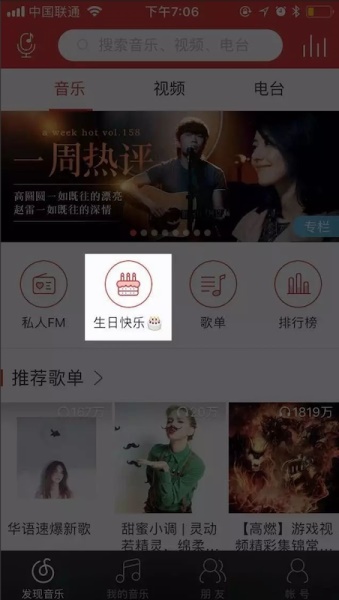 中国联通
下午7:06
搜索音乐、视频、电台
音乐
视频
电台
a week hot vol.158
一周热评
高圆圆一如既往的漂亮
赵雷一如既往的深情
专栏
私人FM
生日快乐🎂
歌单
排行榜
推荐歌单
1819万
华语速爆新歌
甜蜜小调 | 灵动
若精灵、绵柔...
【高燃】游戏视
频精彩集锦常...
发现音乐
我的音乐
朋友
帐号